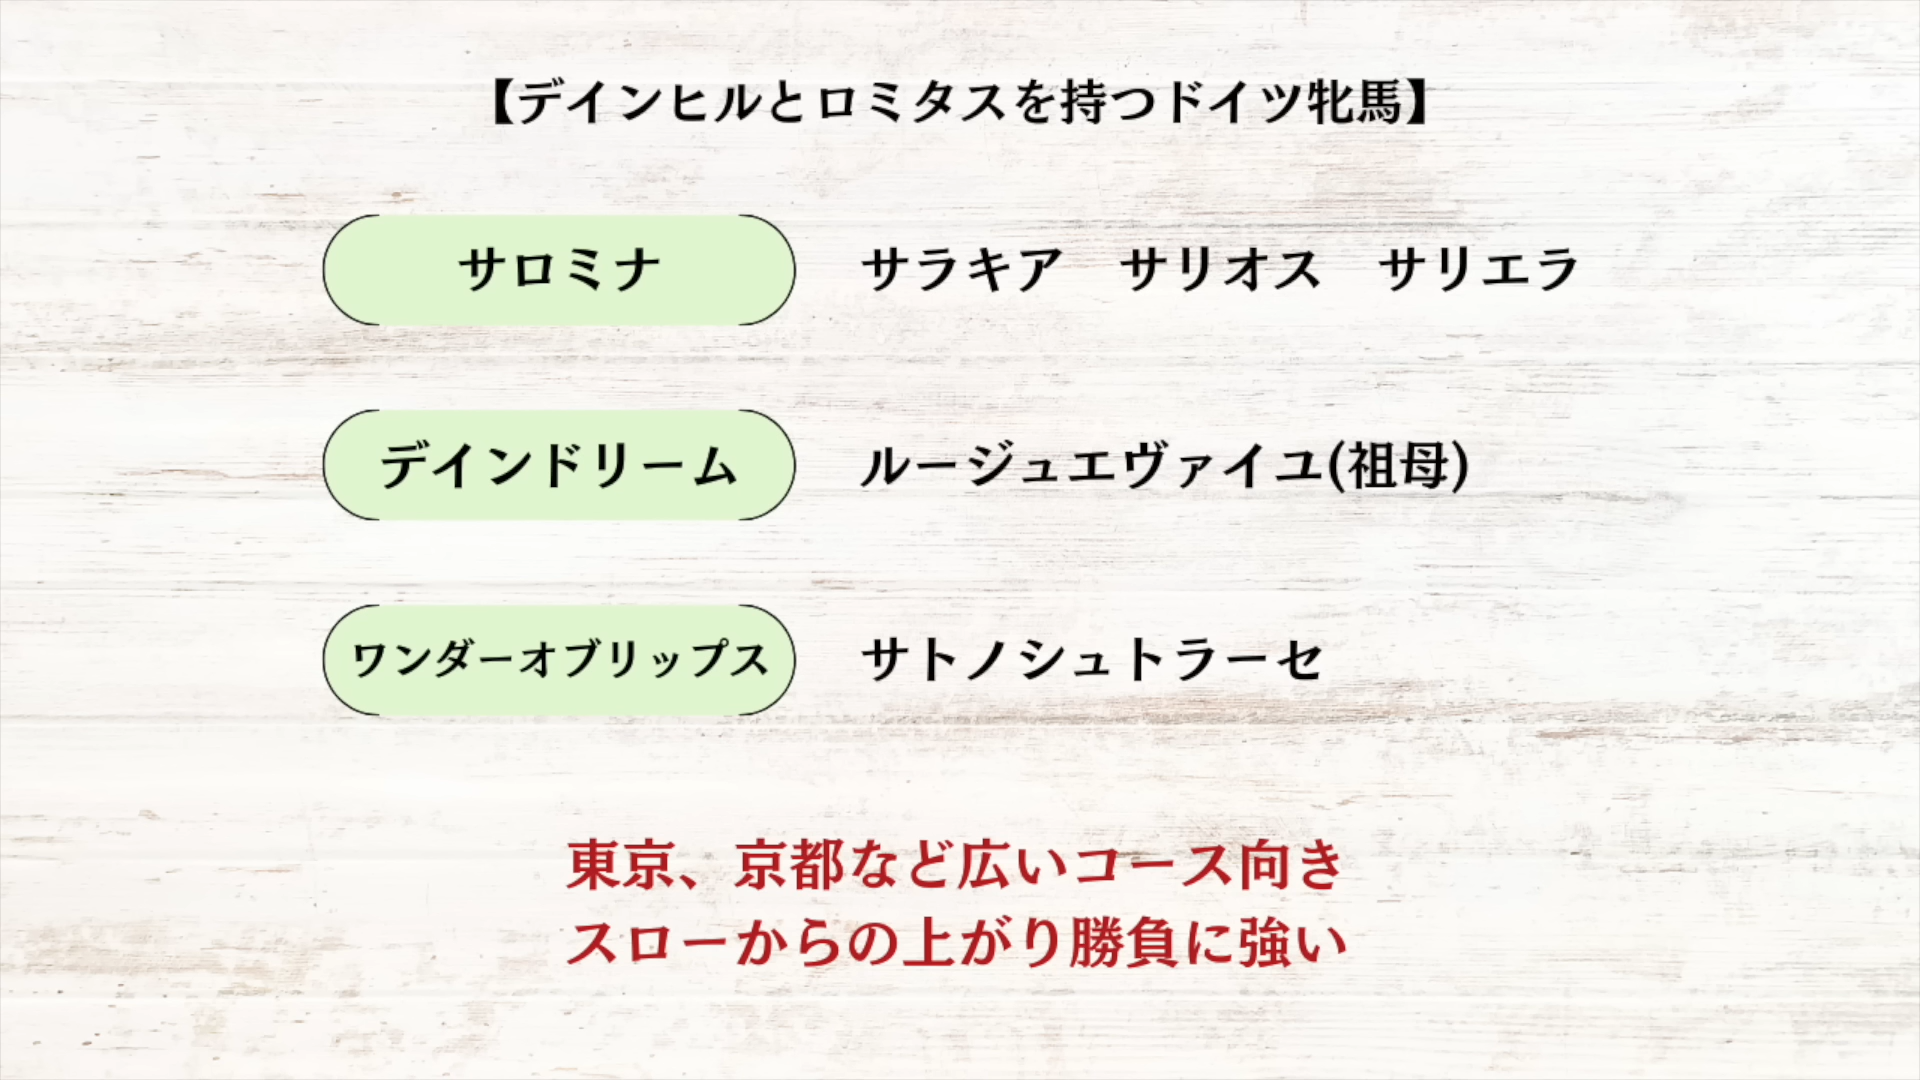 【デインヒルとロミタスを持つドイツ牝馬】
サロミナ　サラキア　サリオス　サリエラ
デインドリーム　ルージュエヴァイユ(祖母)
ワンダーオブリップス　サトノシュトラーセ
東京、京都など広いコース向き
スローからの上がり勝負に強い